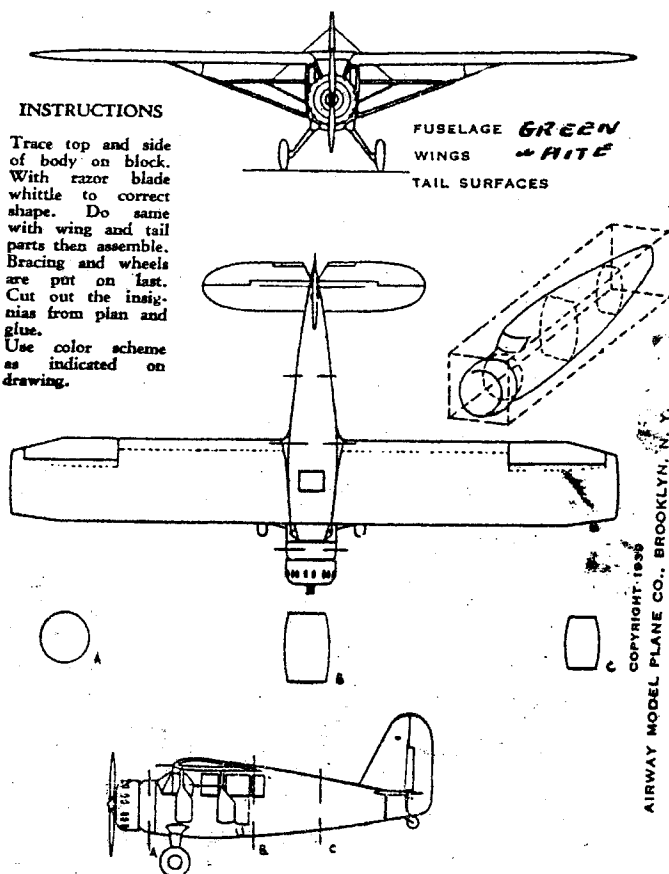 INSTRUCTIONS
Trace top and side
of body on block.
With razor blade
whittle to correct
shape. Do same
with wing and tail
parts then assemble.
Bracing and wheels
are put on last.
Cut out the insig-
nias from plan and
glue.
Use color scheme
as indicated on
drawing.
FUSELAGE GREEN
WINGS WHITE
TAIL SURFACES
A
B
C
A
B
C
COPYRIGHT 1939
AIRWAY MODEL PLANE CO., BROOKLYN, N. Y.